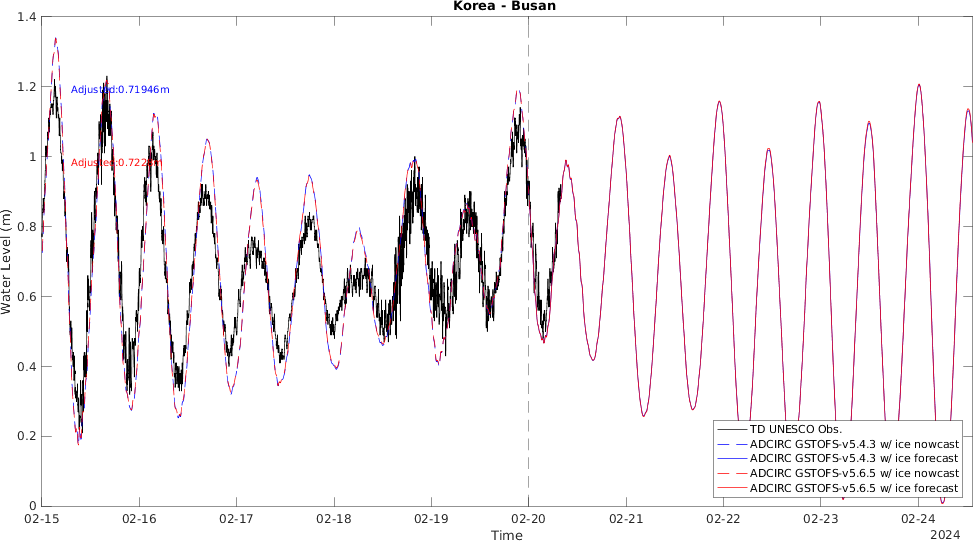 Korea - Busan
1.4
1.2
1
0.8
0.6
0.4
0.2
0
Water Level (m)
Adjusted:0.71946m
TD UNESCO Obs.
ADCIRC GSTOFS-v5.4.3 w/ ice nowcast
ADCIRC GSTOFS-v5.4.3 w/ ice forecast
ADCIRC GSTOFS-v5.6.5 w/ ice nowcast
ADCIRC GSTOFS-v5.6.5 w/ ice forecast
02-15 02-16 02-17 02-18 02-19 02-20 02-21 02-22 02-23 02-24
Time
2024